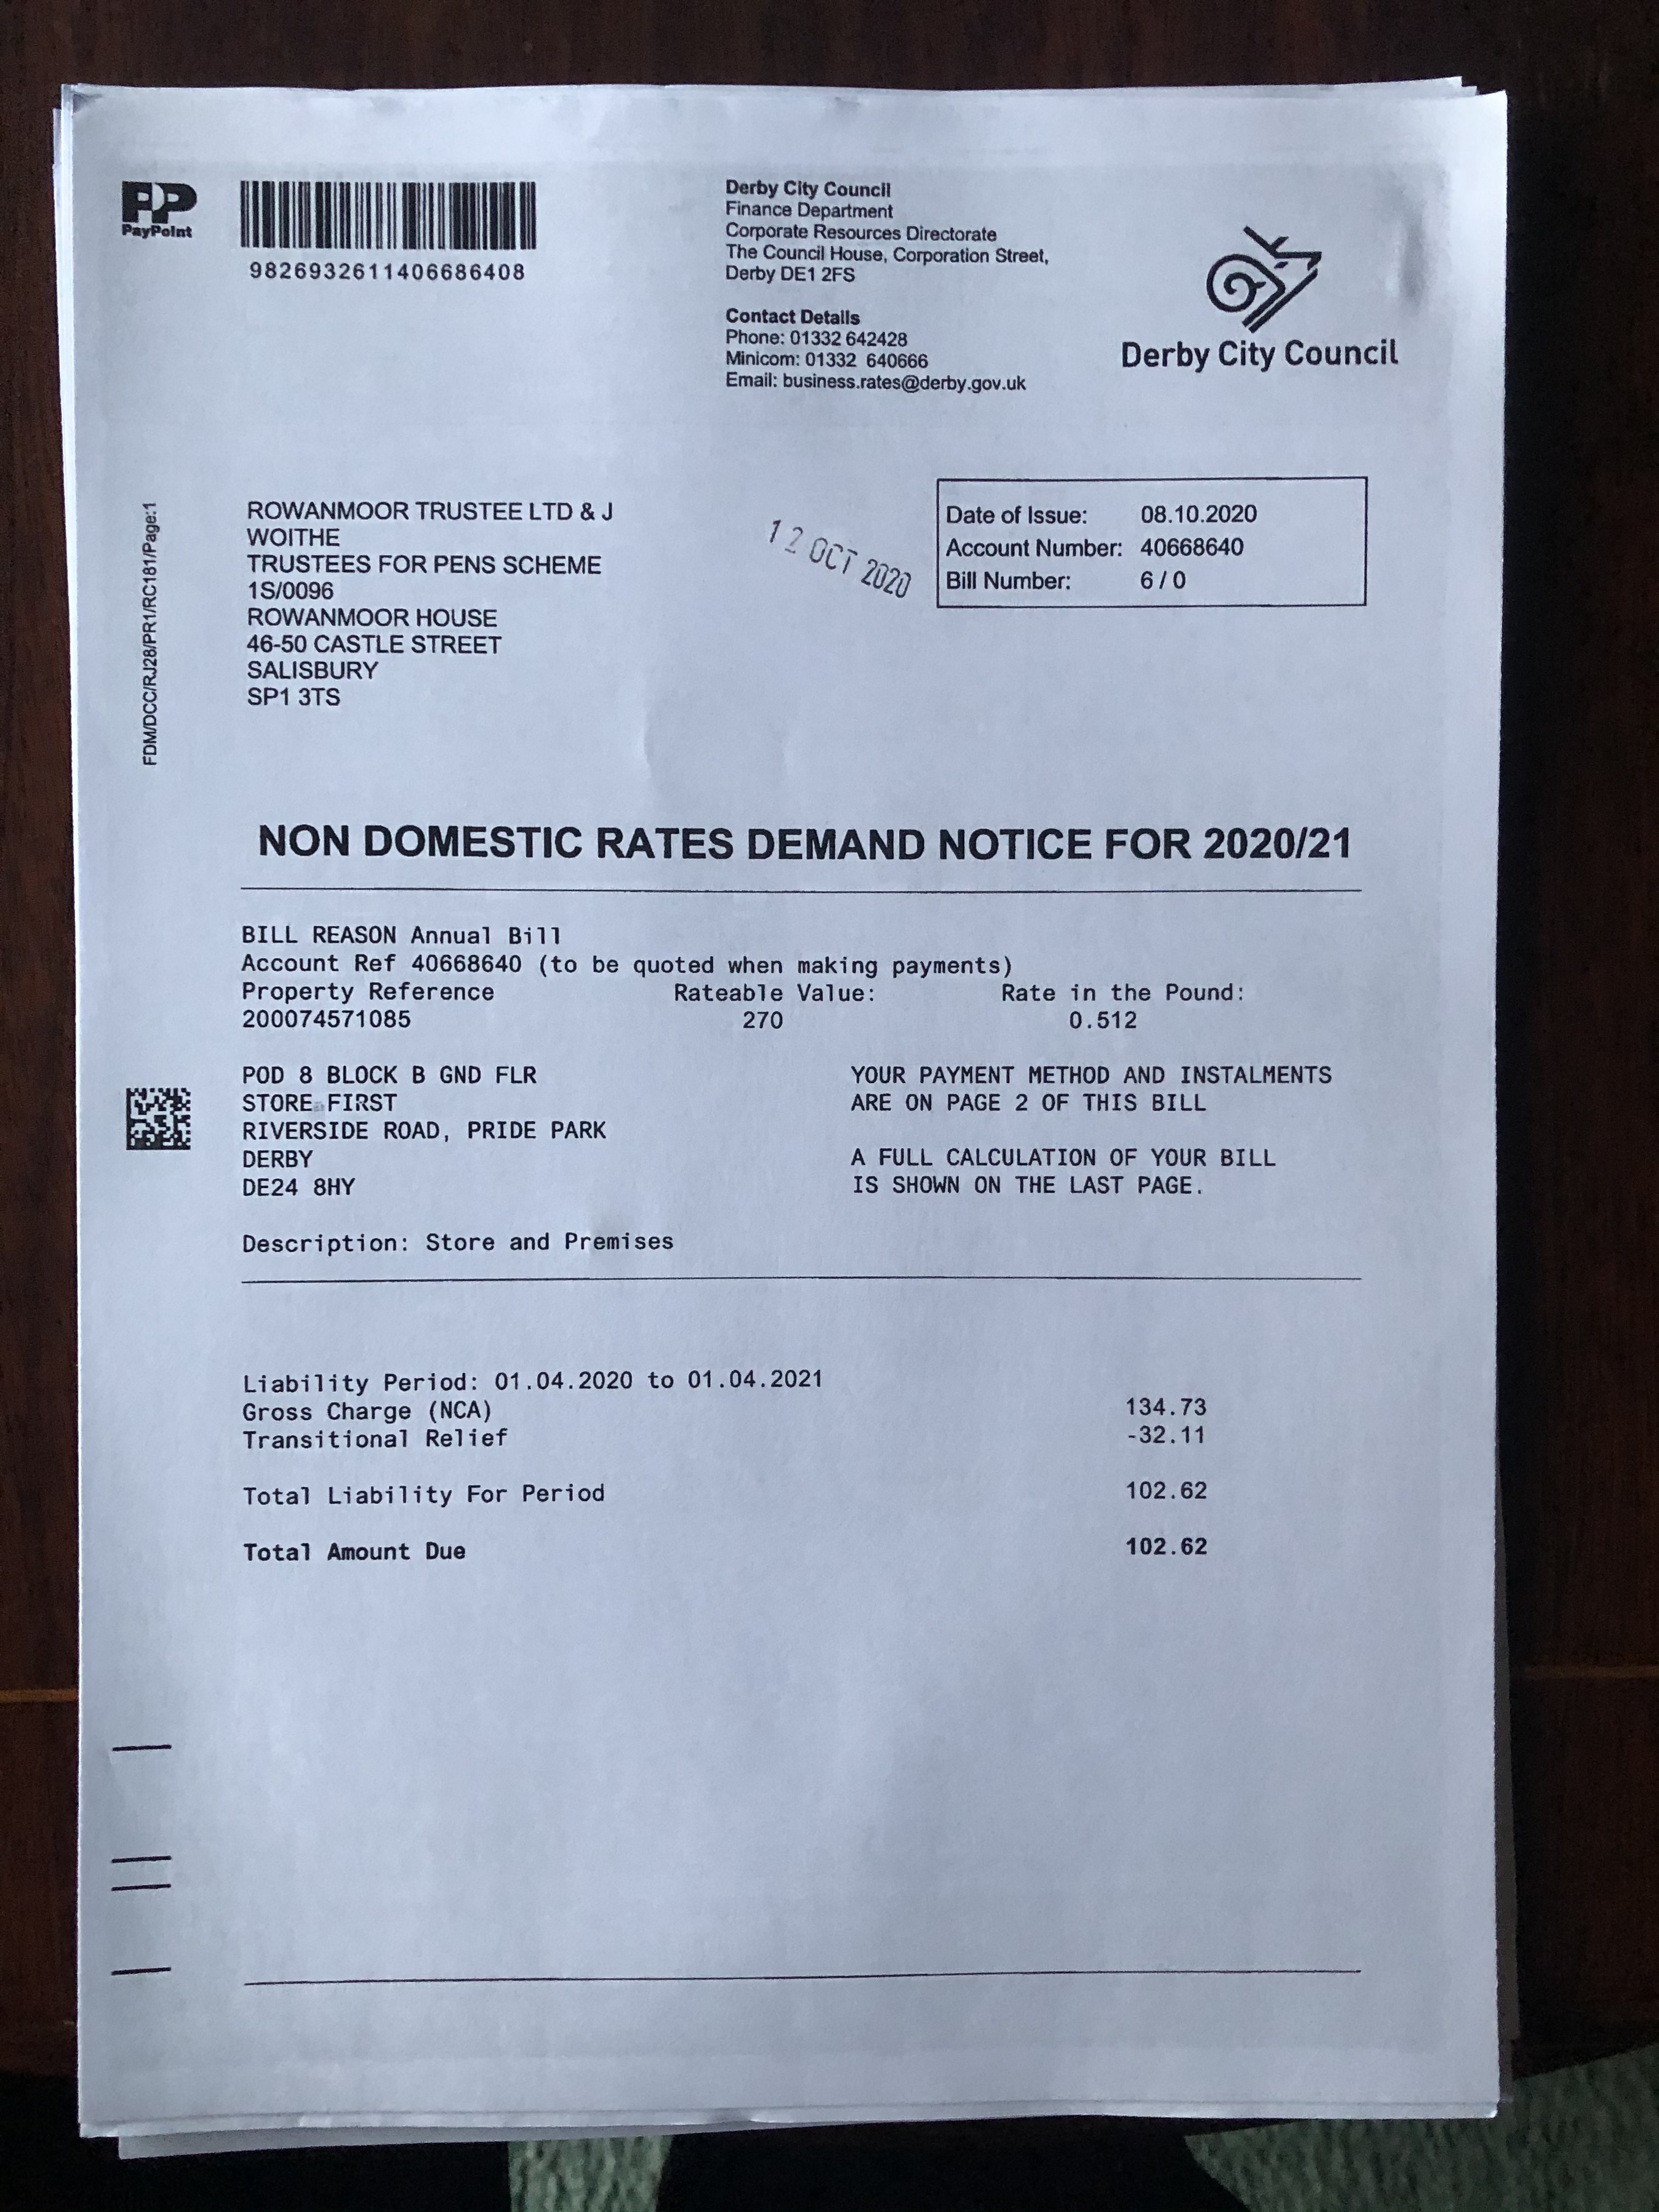 PayPoint
9826932611406686408
Derby City Council
Finance Department
Corporate Resources Directorate
The Council House, Corporation Street,
Derby DE1 2FS
Contact Details
Phone: 01332 642428
Minicom: 01332 640666
Email: business.rates@derby.gov.uk
Derby City Council
FDM/DCC/RJ28/PR1/RC181/Page:1
ROWANMOOR TRUSTEE LTD & J
WOITHE
TRUSTEES FOR PENS SCHEME
1S/0096
ROWANMOOR HOUSE
46-50 CASTLE STREET
SALISBURY
SP1 3TS
12 OCT 2020
Date of Issue: 08.10.2020
Account Number: 40668640
Bill Number: 6 / 0
NON DOMESTIC RATES DEMAND NOTICE FOR 2020/21
BILL REASON Annual Bill
Account Ref 40668640 (to be quoted when making payments)
Property Reference Rateable Value: Rate in the Pound:
200074571085 270 0.512
POD 8 BLOCK B GND FLR
STORE FIRST
RIVERSIDE ROAD, PRIDE PARK
DERBY
DE24 8HY
YOUR PAYMENT METHOD AND INSTALMENTS
ARE ON PAGE 2 OF THIS BILL
A FULL CALCULATION OF YOUR BILL
IS SHOWN ON THE LAST PAGE.
Description: Store and Premises
Liability Period: 01.04.2020 to 01.04.2021
Gross Charge (NCA) 134.73
Transitional Relief -32.11
Total Liability For Period 102.62
Total Amount Due 102.62